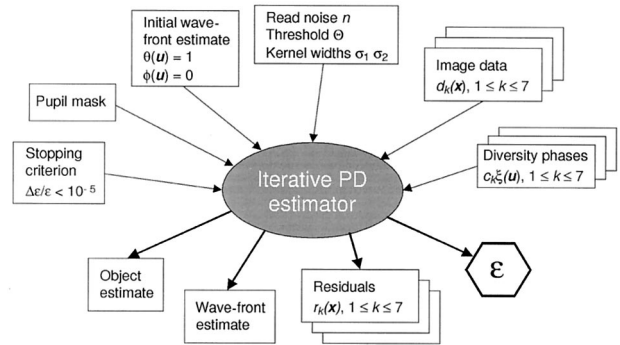 Initial wave-
front estimate
θ(u) = 1
ϕ(u) = 0
Read noise n
Threshold Θ
Kernel widths σ₁ σ₂
Image data
dₖ(x), 1 ≤ k ≤ 7
Pupil mask
Stopping
criterion
Δε/ε < 10⁻⁵
Iterative PD
estimator
Diversity phases
cₖξ(u), 1 ≤ k ≤ 7
Object
estimate
Wave-front
estimate
Residuals
rₖ(x), 1 ≤ k ≤ 7
ε